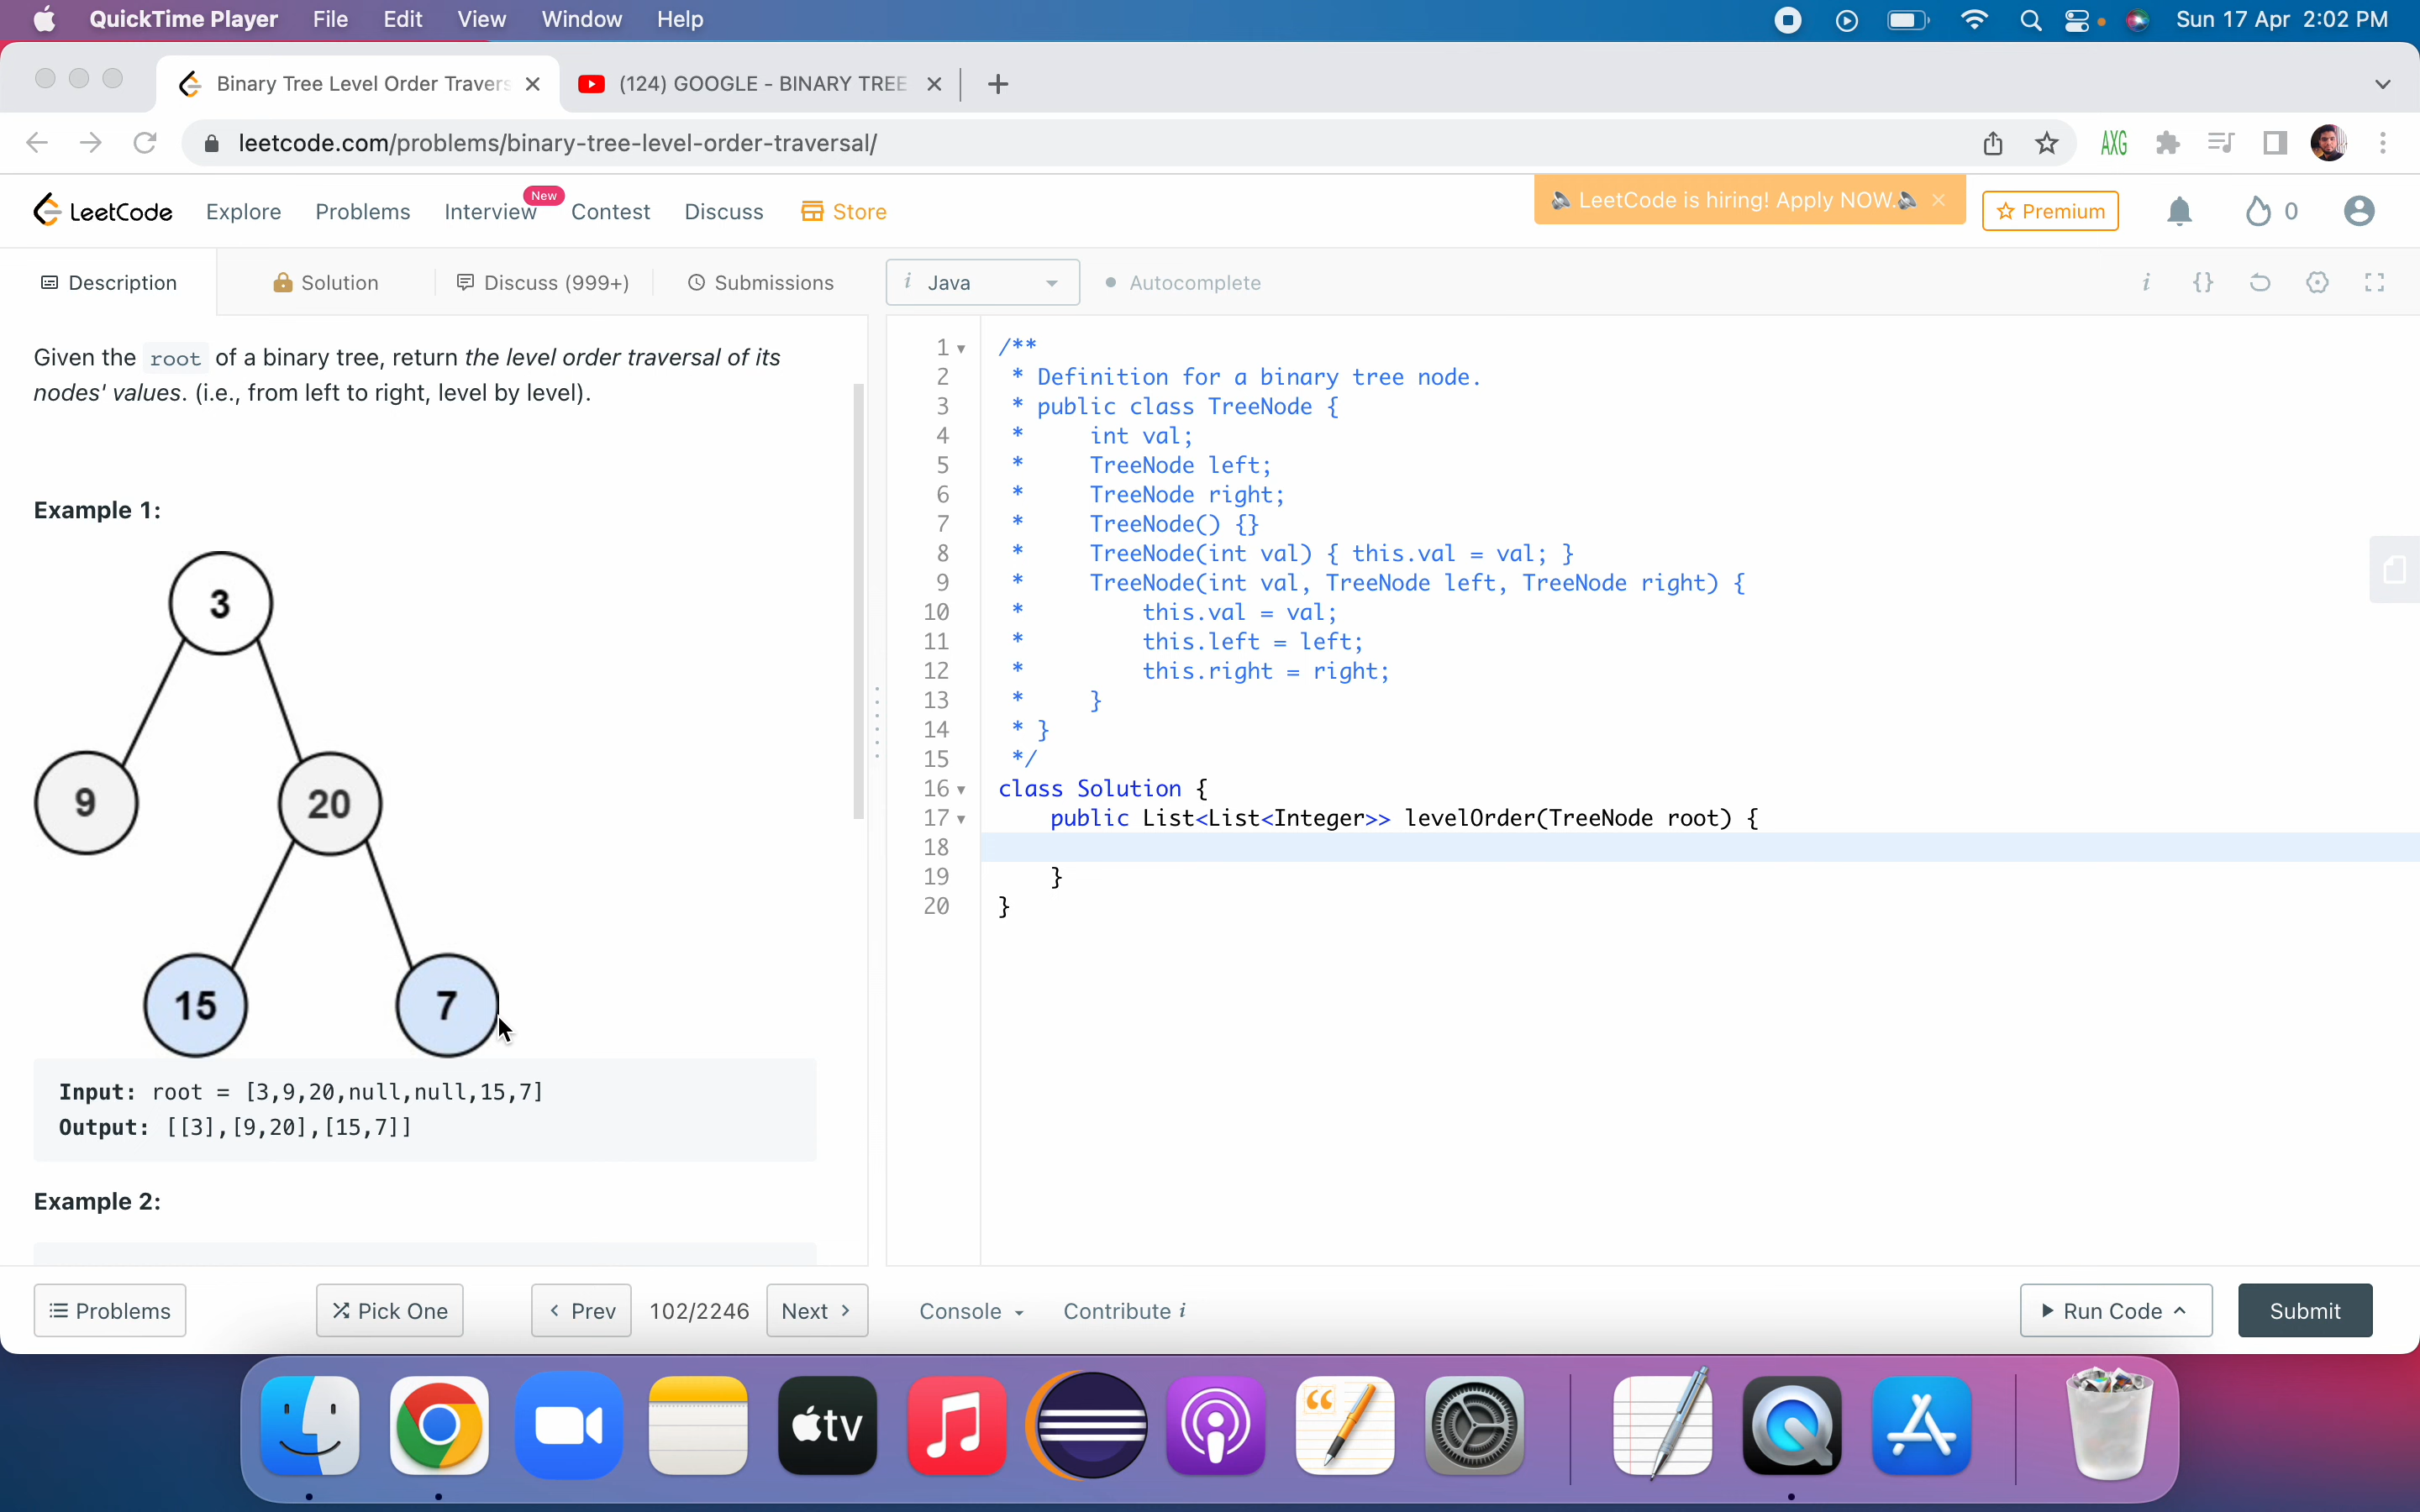 QuickTime Player File Edit View Window Help Sun 17 Apr 2:02 PM
Binary Tree Level Order Travers (124) GOOGLE - BINARY TREE
leetcode.com/problems/binary-tree-level-order-traversal/ AXG
LeetCode Explore Problems Interview New Contest Discuss Store LeetCode is hiring! Apply NOW. Premium 0
Description Solution Discuss (999+) Submissions i Java Autocomplete i {}
Given the root of a binary tree, return the level order traversal of its
nodes' values. (i.e., from left to right, level by level).
Example 1:
3
9 20
15 7
Input: root = [3,9,20,null,null,15,7]
Output: [[3],[9,20],[15,7]]
Example 2:
1 /**
2 * Definition for a binary tree node.
3 * public class TreeNode {
4 * int val;
5 * TreeNode left;
6 * TreeNode right;
7 * TreeNode() {}
8 * TreeNode(int val) { this.val = val; }
9 * TreeNode(int val, TreeNode left, TreeNode right) {
10 * this.val = val;
11 * this.left = left;
12 * this.right = right;
13 * }
14 * }
15 */
16 class Solution {
17 public List<List<Integer>> levelOrder(TreeNode root) {
18
19 }
20 }
Problems Pick One < Prev 102/2246 Next > Console Contribute i Run Code Submit
tv